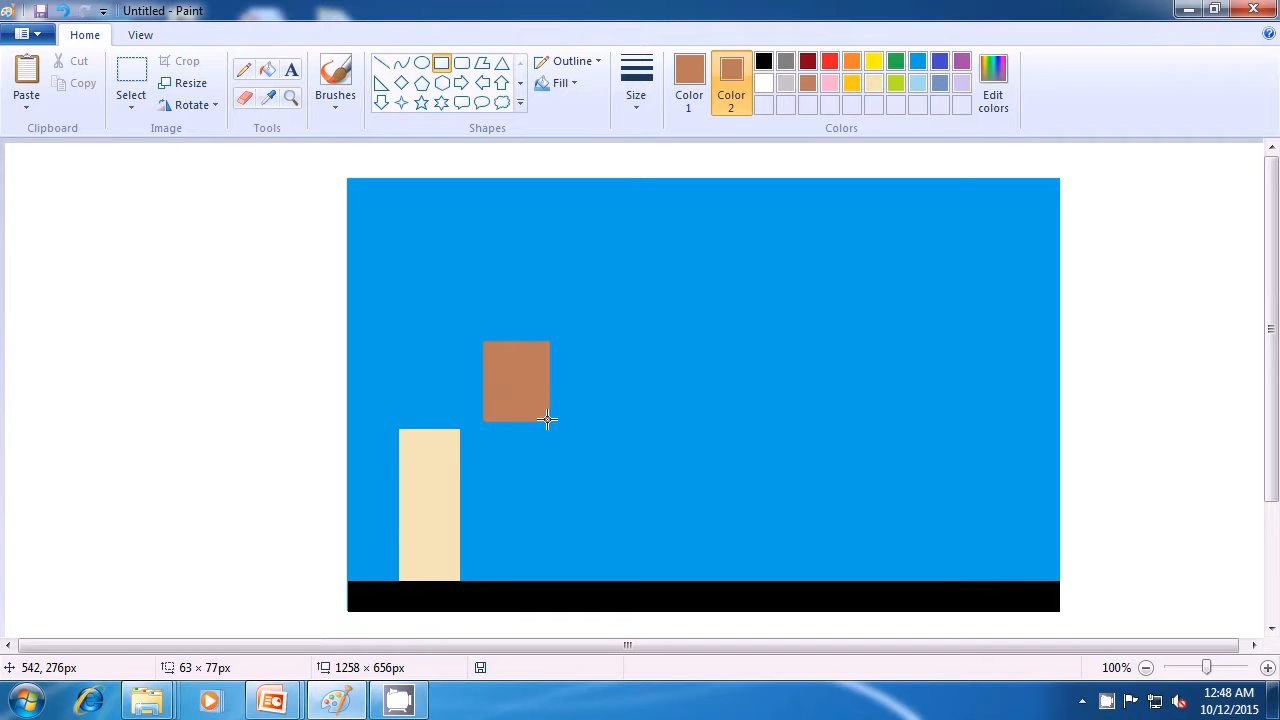 Untitled - Paint
Home View
Paste
Cut
Copy
Clipboard
Select
Crop
Resize
Rotate
Image
A
Tools
Brushes
Outline
Fill
Shapes
Size
Color 1
Color 2
Edit colors
Colors
542, 276px 63 × 77px 1258 × 656px 100%
12:48 AM
10/12/2015